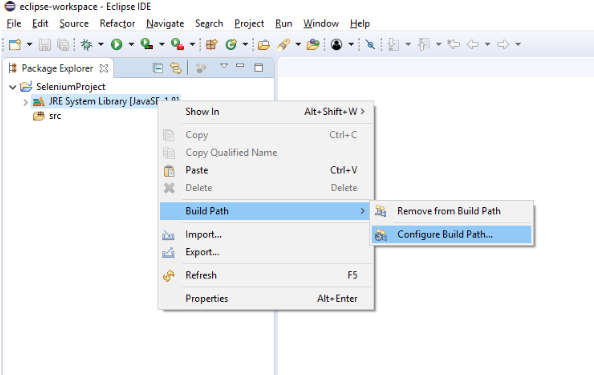 eclipse-workspace - Eclipse IDE
File Edit Source Refactor Navigate Search Project Run Window Help
Package Explorer
SeleniumProject
JRE System Library [JavaSE-1.8]
src
Show In Alt+Shift+W >
Copy Ctrl+C
Copy Qualified Name
Paste Ctrl+V
Delete Delete
Build Path >
Remove from Build Path
Configure Build Path...
Import...
Export...
Refresh F5
Properties Alt+Enter